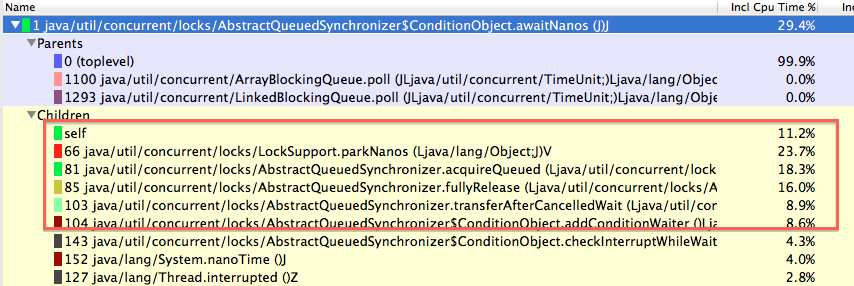 Name Incl Cpu Time % In
1 java/util/concurrent/locks/AbstractQueuedSynchronizer$ConditionObject.awaitNanos (J)J 29.4%
Parents
0 (toplevel) 99.9%
1100 java/util/concurrent/ArrayBlockingQueue.poll (JLjava/util/concurrent/TimeUnit;)Ljava/lang/Objec 0.0%
1293 java/util/concurrent/LinkedBlockingQueue.poll (JLjava/util/concurrent/TimeUnit;)Ljava/lang/Obje 0.0%
Children
self 11.2%
66 java/util/concurrent/locks/LockSupport.parkNanos (Ljava/lang/Object;J)V 23.7%
81 java/util/concurrent/locks/AbstractQueuedSynchronizer.acquireQueued (Ljava/util/concurrent/lock 18.3%
85 java/util/concurrent/locks/AbstractQueuedSynchronizer.fullyRelease (Ljava/util/concurrent/locks/A 16.0%
103 java/util/concurrent/locks/AbstractQueuedSynchronizer.transferAfterCancelledWait (Ljava/util/con 8.9%
104 java/util/concurrent/locks/AbstractQueuedSynchronizer$ConditionObject.addConditionWaiter ()Lja 8.6%
143 java/util/concurrent/locks/AbstractQueuedSynchronizer$ConditionObject.checkInterruptWhileWait 4.3%
152 java/lang/System.nanoTime ()J 4.0%
127 java/lang/Thread.interrupted ()Z 2.8%